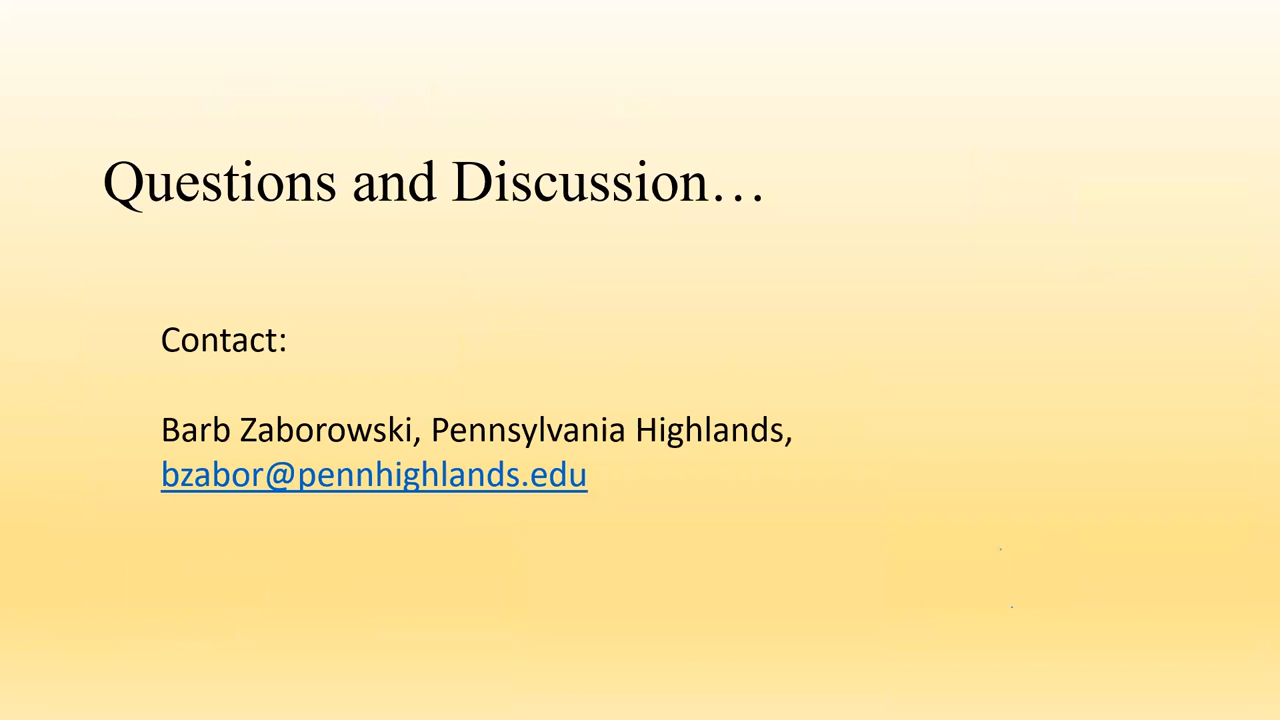 Questions and Discussion…
Contact:
Barb Zaborowski, Pennsylvania Highlands,
bzabor@pennhighlands.edu